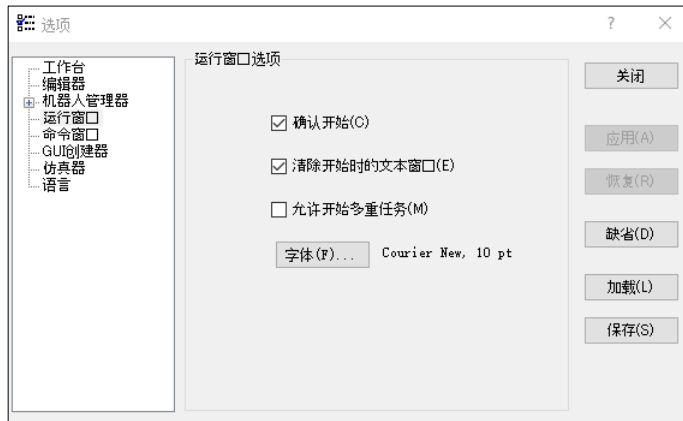 选项
工作台
编辑器
机器人管理器
运行窗口
命令窗口
GUI创建器
仿真器
语言
运行窗口选项
确认开始(C)
清除开始时的文本窗口(E)
允许开始多重任务(M)
字体(F)... Courier New, 10 pt
关闭
应用(A)
恢复(R)
缺省(D)
加载(L)
保存(S)